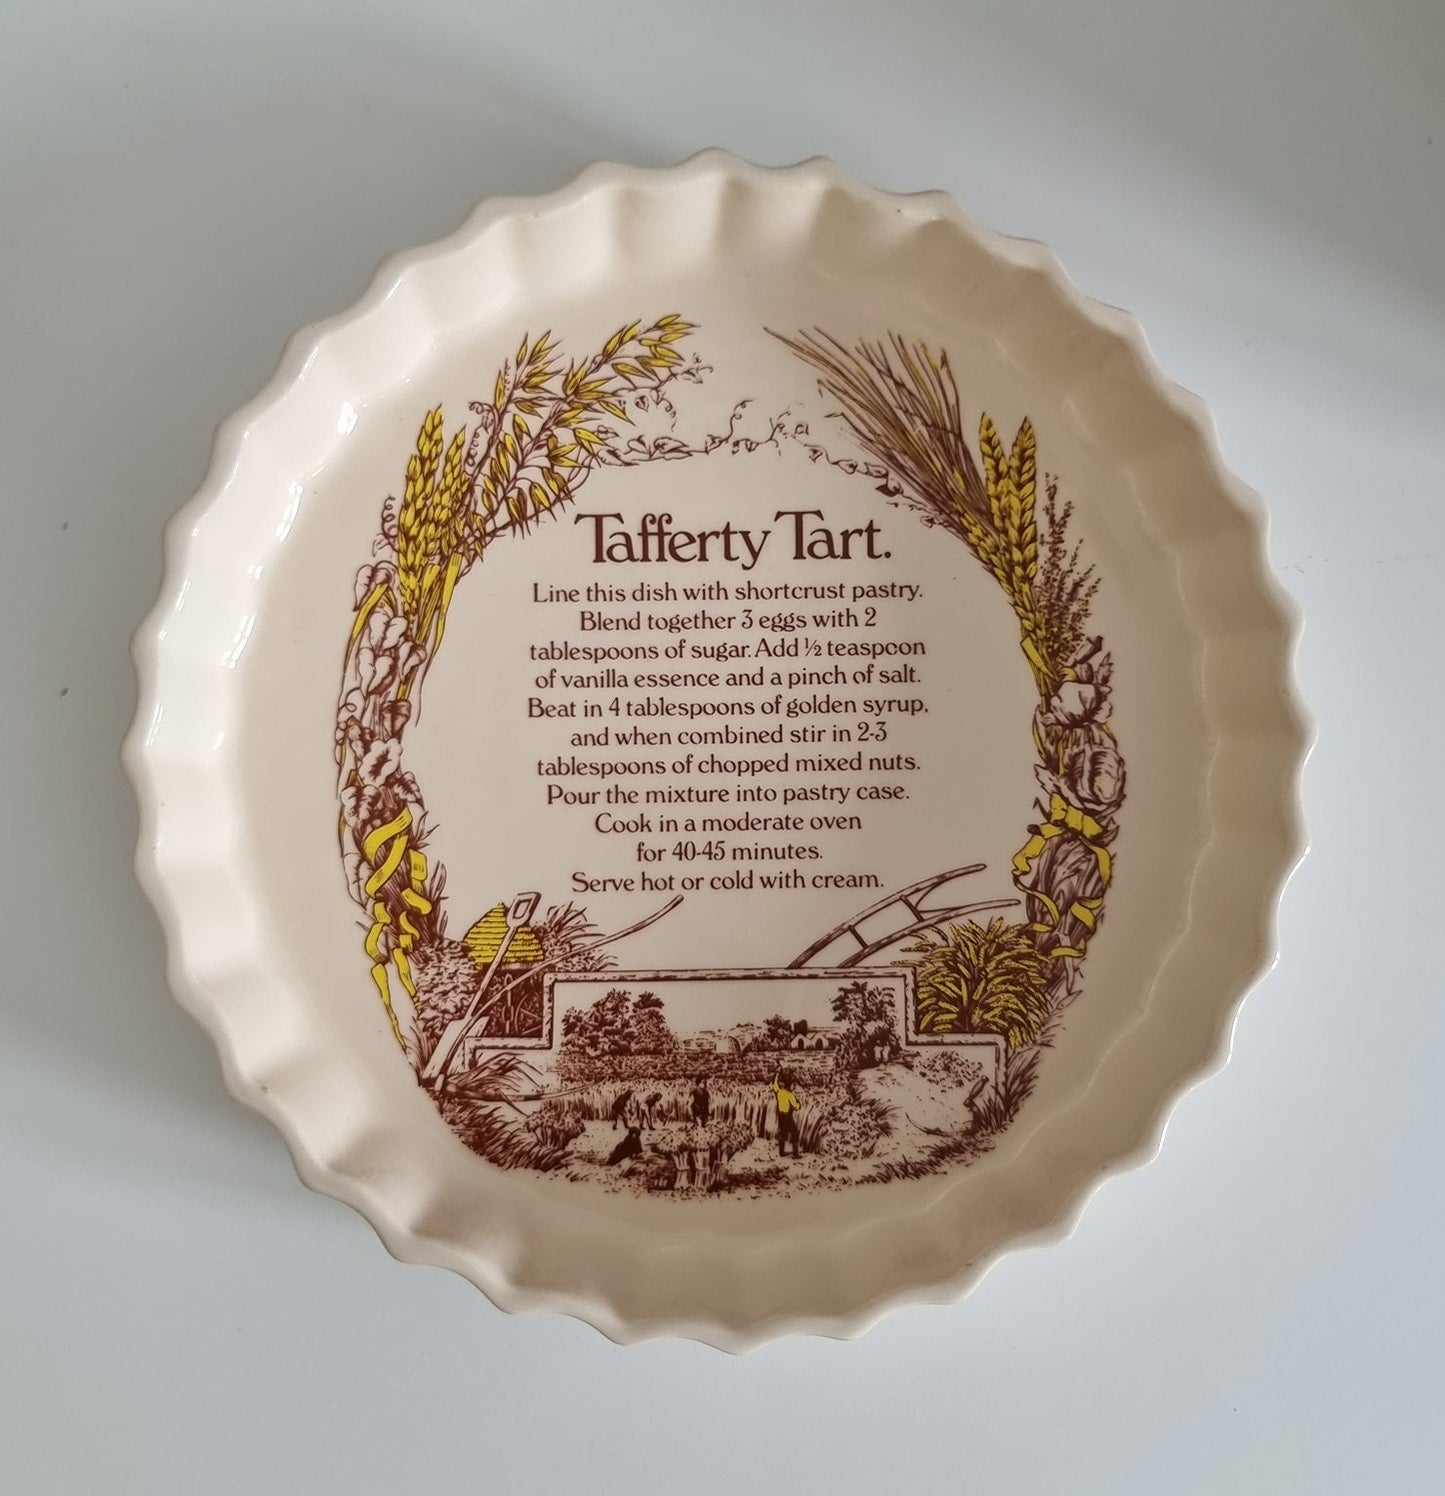 Tafferty Tart.
Line this dish with shortcrust pastry.
Blend together 3 eggs with 2
tablespoons of sugar. Add ½ teaspoon
of vanilla essence and a pinch of salt.
Beat in 4 tablespoons of golden syrup,
and when combined stir in 2-3
tablespoons of chopped mixed nuts.
Pour the mixture into pastry case.
Cook in a moderate oven
for 40-45 minutes.
Serve hot or cold with cream.